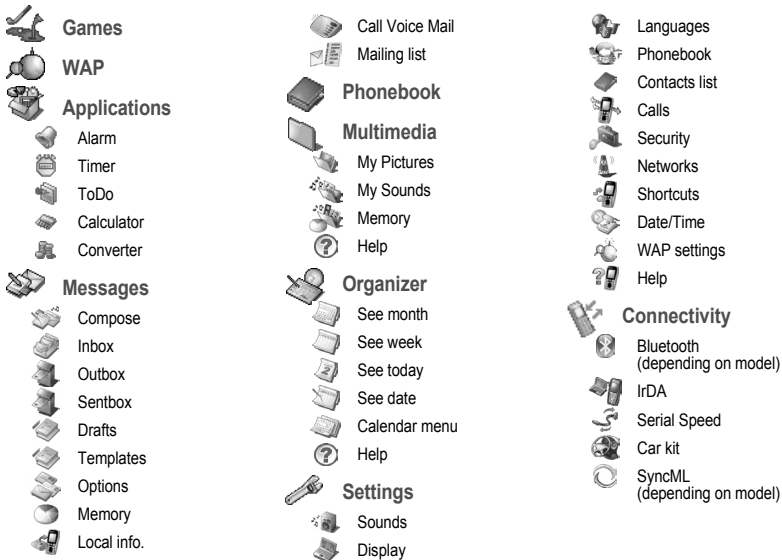 Games
WAP
Applications
Alarm
Timer
ToDo
Calculator
Converter
Messages
Compose
Inbox
Outbox
Sentbox
Drafts
Templates
Options
Memory
Local info.
Call Voice Mail
Mailing list
Phonebook
Multimedia
My Pictures
My Sounds
Memory
Help
Organizer
See month
See week
See today
See date
Calendar menu
Help
Settings
Sounds
Display
Languages
Phonebook
Contacts list
Calls
Security
Networks
Shortcuts
Date/Time
WAP settings
Help
Connectivity
Bluetooth
(depending on model)
IrDA
Serial Speed
Car kit
SyncML
(depending on model)